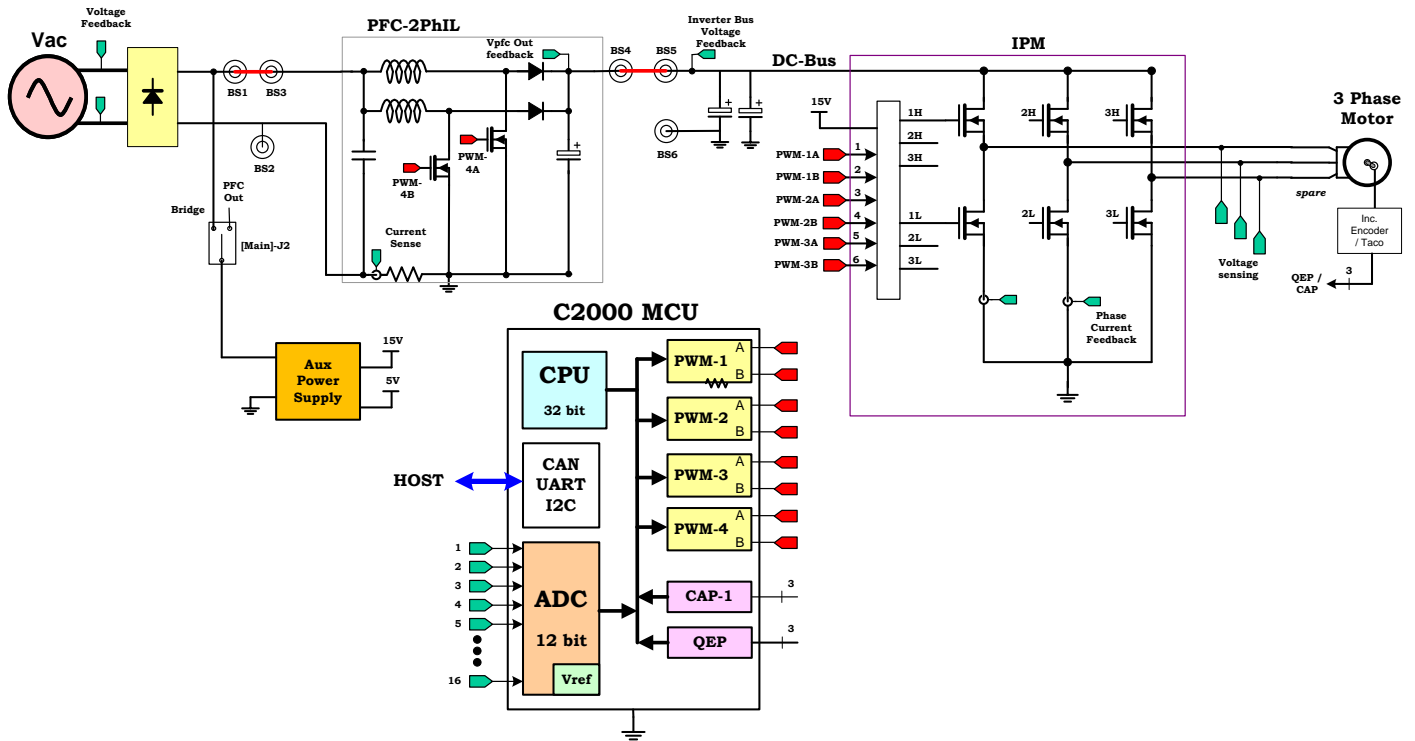 Voltage
Feedback
Vac
PFC-2PhIL
Vpfc Out
feedback
Inverter Bus
Voltage
Feedback
BS4
BS5
DC-Bus
IPM
BS1
BS3
BS2
PWM-
4A
PWM-
4B
BS6
15V
1H
2H
3H
2H
3H
3 Phase
Motor
PWM-1A
1
PWM-1B
2
PWM-2A
3
PWM-2B
4
PWM-3A
5
PWM-3B
6
1L
2L
3L
2L
3L
spare
Voltage
sensing
Inc.
Encoder
/ Taco
QEP /
CAP
3
PFC
Out
Bridge
[Main]-J2
Current
Sense
Phase
Current
Feedback
C2000 MCU
Aux
Power
Supply
15V
5V
CPU
32 bit
PWM-1
A
B
PWM-2
A
B
HOST
CAN
UART
I2C
PWM-3
A
B
PWM-4
A
B
1
2
3
4
5
16
ADC
12 bit
Vref
CAP-1
3
QEP
3